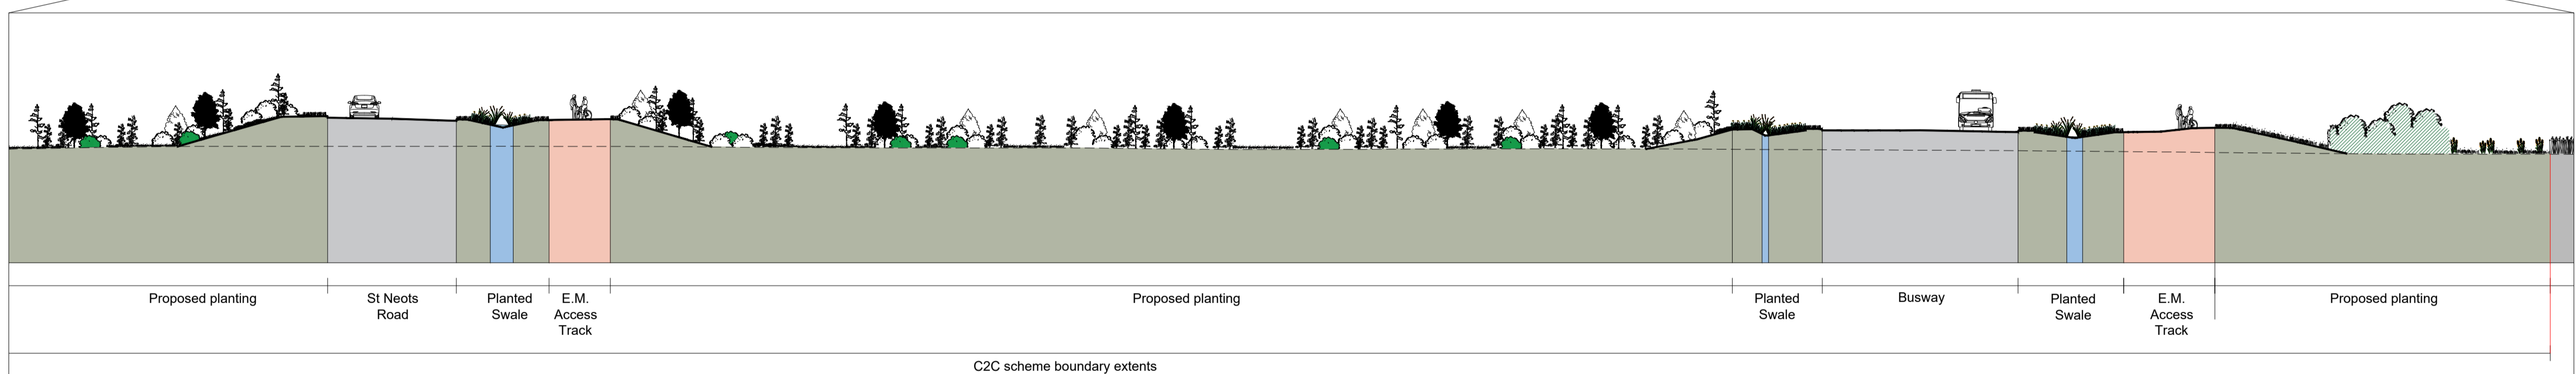 Proposed planting
St Neots
Road
Planted
Swale
E.M.
Access
Track
Proposed planting
Planted
Swale
Busway
Planted
Swale
E.M.
Access
Track
Proposed planting
C2C scheme boundary extents